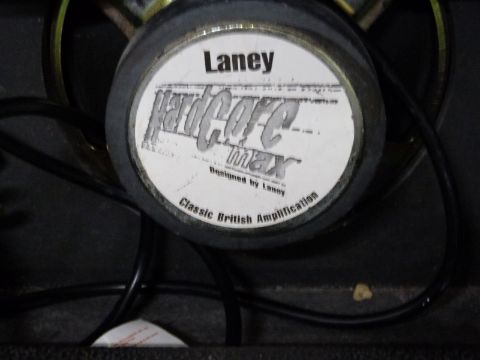 Laney
HardCore
max
Designed by Laney
Classic British Amplification